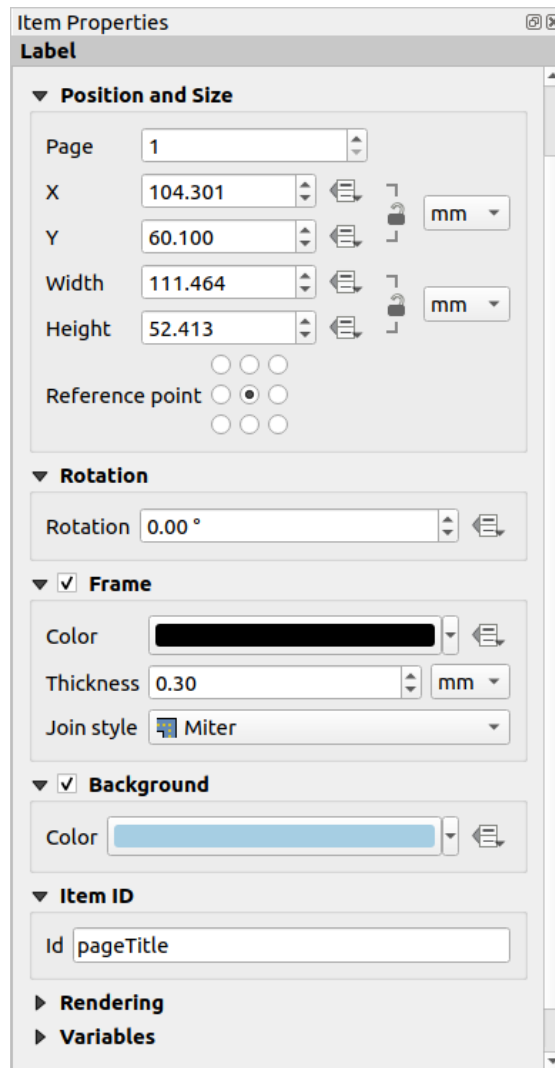 Item Properties
Label
Position and Size
Page 1
X 104.301
mm
Y 60.100
Width 111.464
mm
Height 52.413
Reference point
Rotation
Rotation 0.00 °
Frame
Color
Thickness 0.30 mm
Join style Miter
Background
Color
Item ID
Id pageTitle
Rendering
Variables